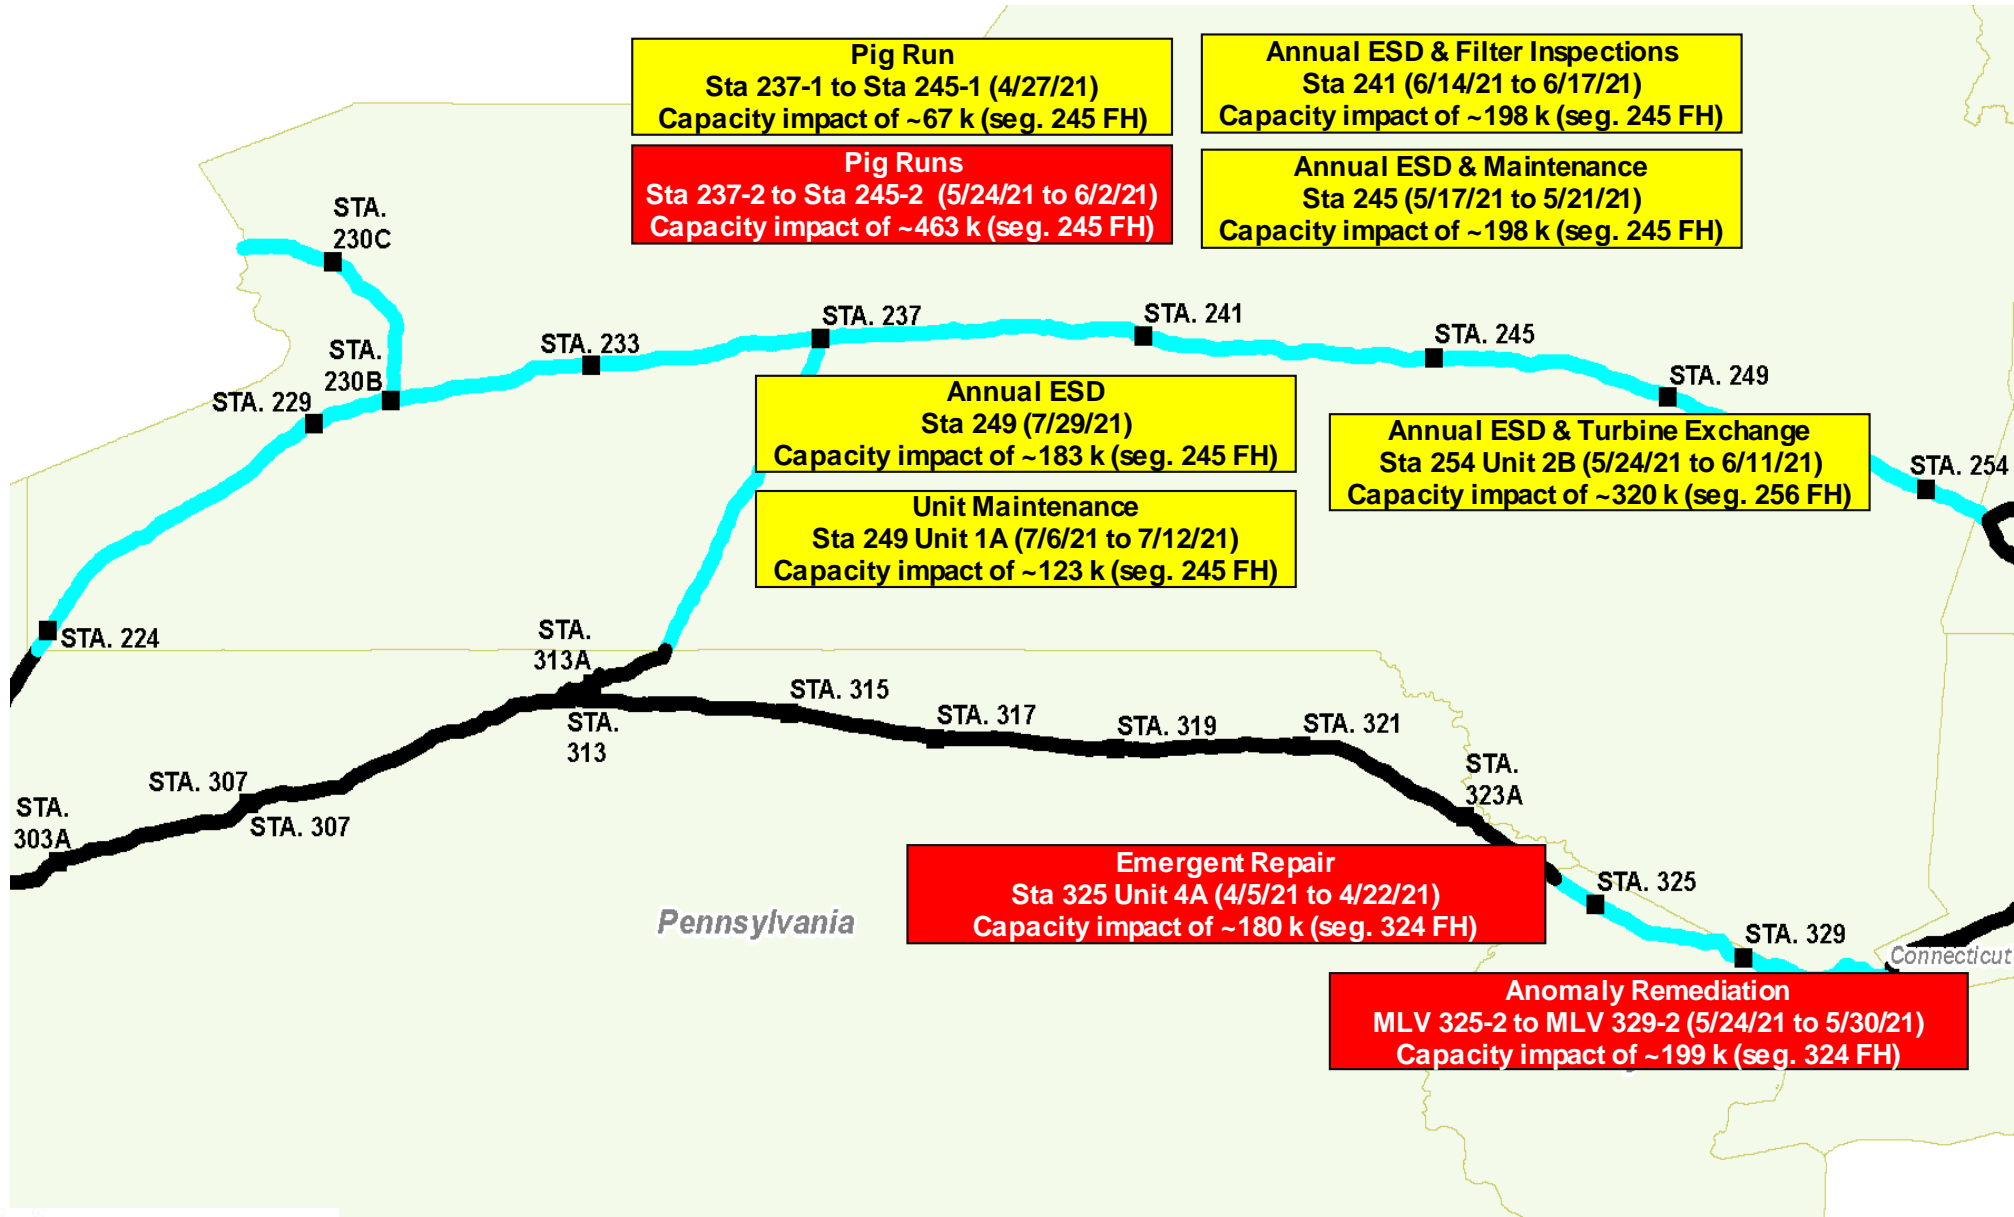 Pig Run
Sta 237-1 to Sta 245-1 (4/27/21)
Capacity impact of ~67 k (seg. 245 FH)
Annual ESD & Filter Inspections
Sta 241 (6/14/21 to 6/17/21)
Capacity impact of ~198 k (seg. 245 FH)
Pig Runs
Sta 237-2 to Sta 245-2 (5/24/21 to 6/2/21)
Capacity impact of ~463 k (seg. 245 FH)
Annual ESD & Maintenance
Sta 245 (5/17/21 to 5/21/21)
Capacity impact of ~198 k (seg. 245 FH)
STA.
230C
STA. 237
STA. 241
STA. 245
STA. 233
STA.
230B
STA. 229
STA. 249
Annual ESD
Sta 249 (7/29/21)
Capacity impact of ~183 k (seg. 245 FH)
Annual ESD & Turbine Exchange
Sta 254 Unit 2B (5/24/21 to 6/11/21)
Capacity impact of ~320 k (seg. 256 FH)
STA. 254
Unit Maintenance
Sta 249 Unit 1A (7/6/21 to 7/12/21)
Capacity impact of ~123 k (seg. 245 FH)
STA. 224
STA.
313A
STA. 315
STA. 317
STA. 319
STA. 321
STA.
313
STA.
323A
STA. 307
STA. 307
STA.
303A
Emergent Repair
Sta 325 Unit 4A (4/5/21 to 4/22/21)
Capacity impact of ~180 k (seg. 324 FH)
STA. 325
Pennsylvania
STA. 329
Connecticut
Anomaly Remediation
MLV 325-2 to MLV 329-2 (5/24/21 to 5/30/21)
Capacity impact of ~199 k (seg. 324 FH)